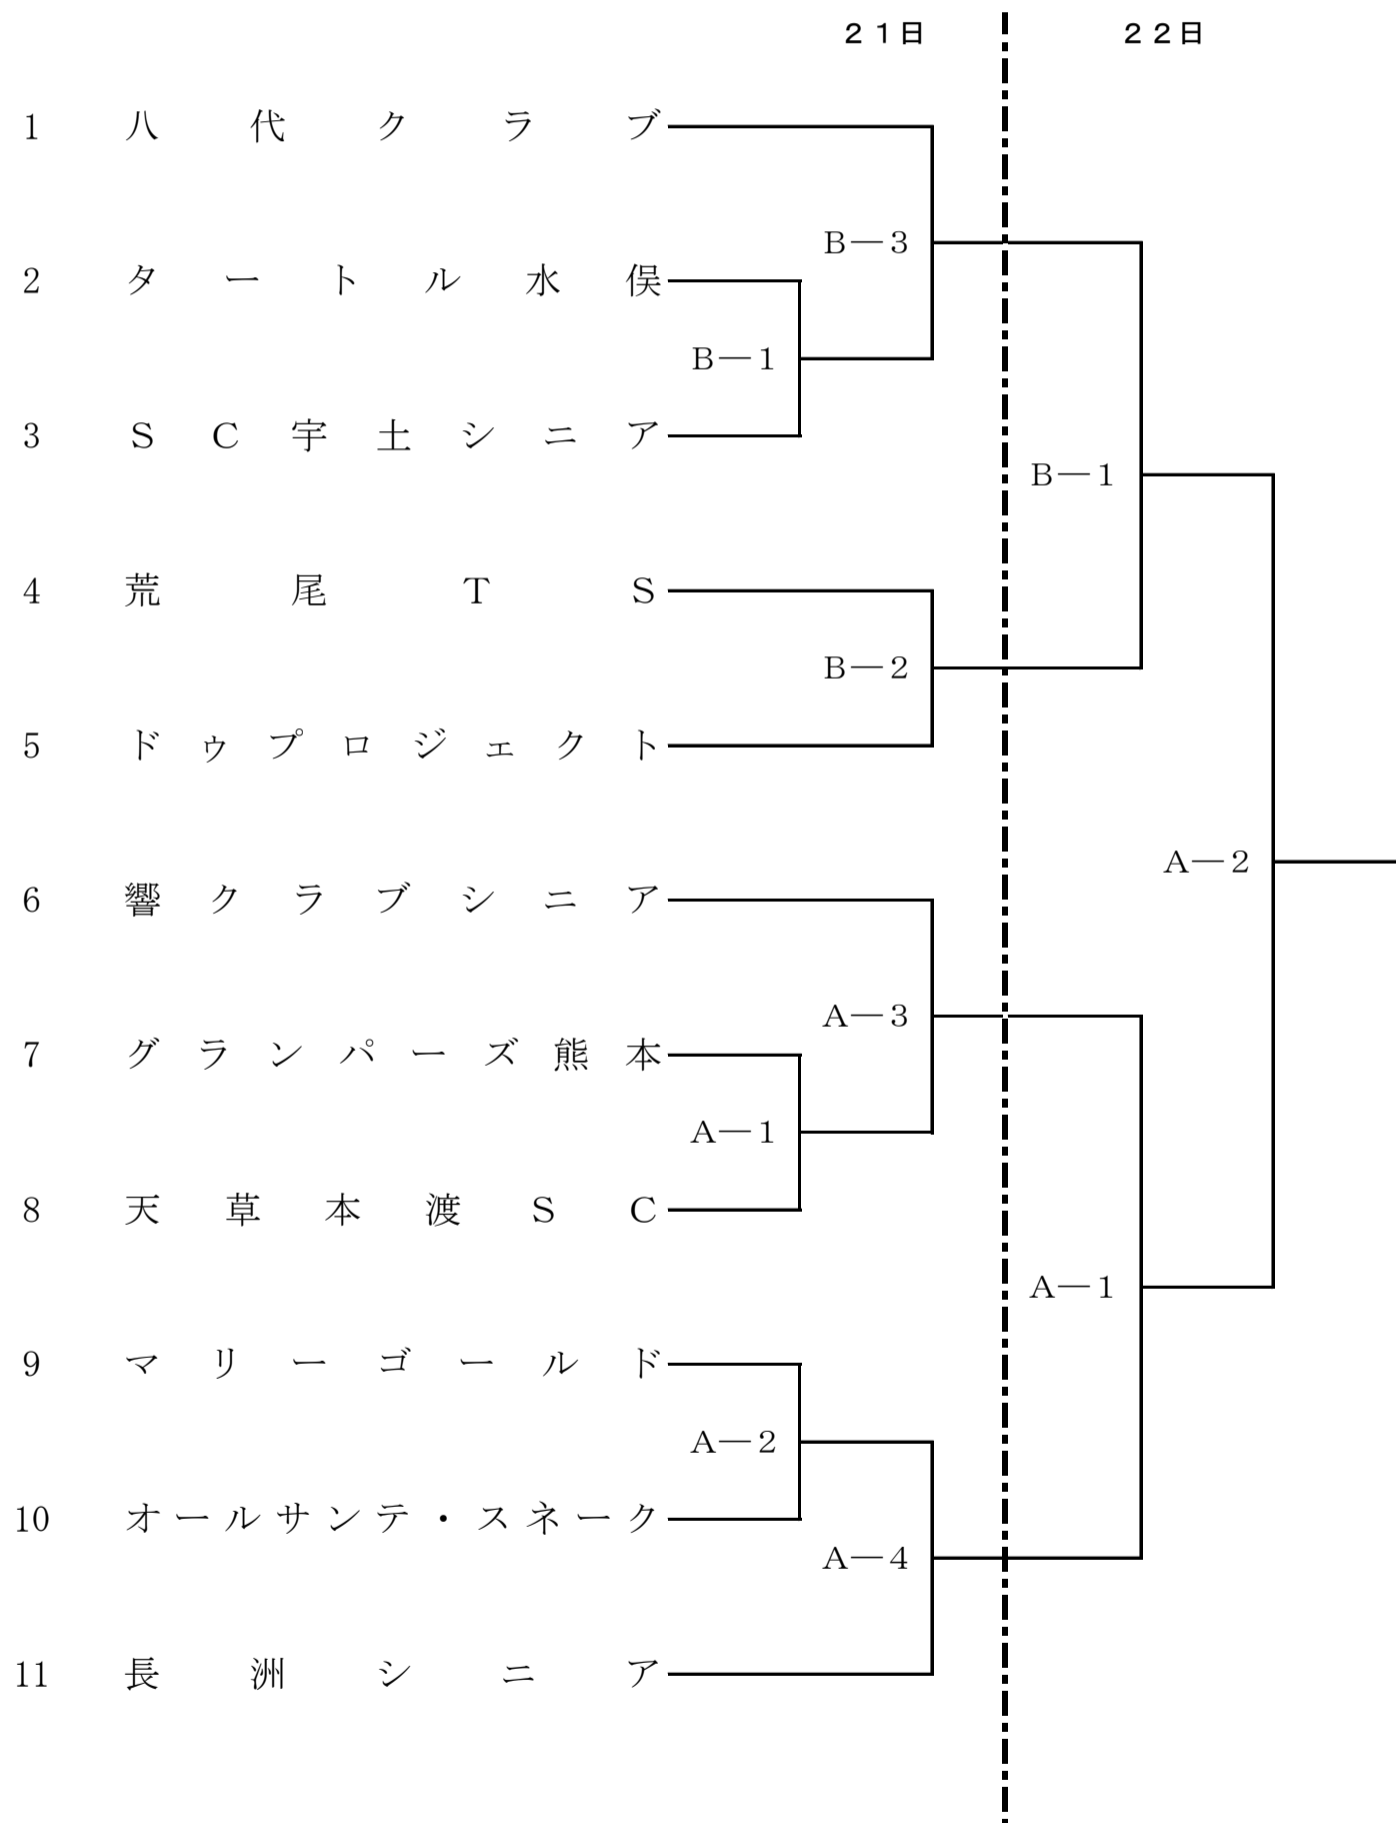 ２１日 ２２日
1 八代クラブ
B―3
2 タートル水俣
B―1
3 SC宇土シニア
B―1
4 荒尾TS
B―2
5 ドゥプロジェクト
A―2
6 響クラブシニア
A―3
7 グランパーズ熊本
A―1
8 天草本渡SC
A―1
9 マリーゴールド
A―2
10 オールサンテ・スネーク
A―4
11 長洲シニア